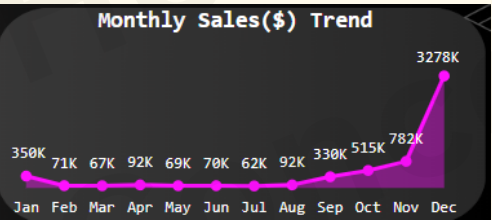 Monthly Sales($) Trend
3278K
350K 71K 67K 92K 69K 70K 62K 92K 330K 515K 782K
Jan Feb Mar Apr May Jun Jul Aug Sep Oct Nov Dec